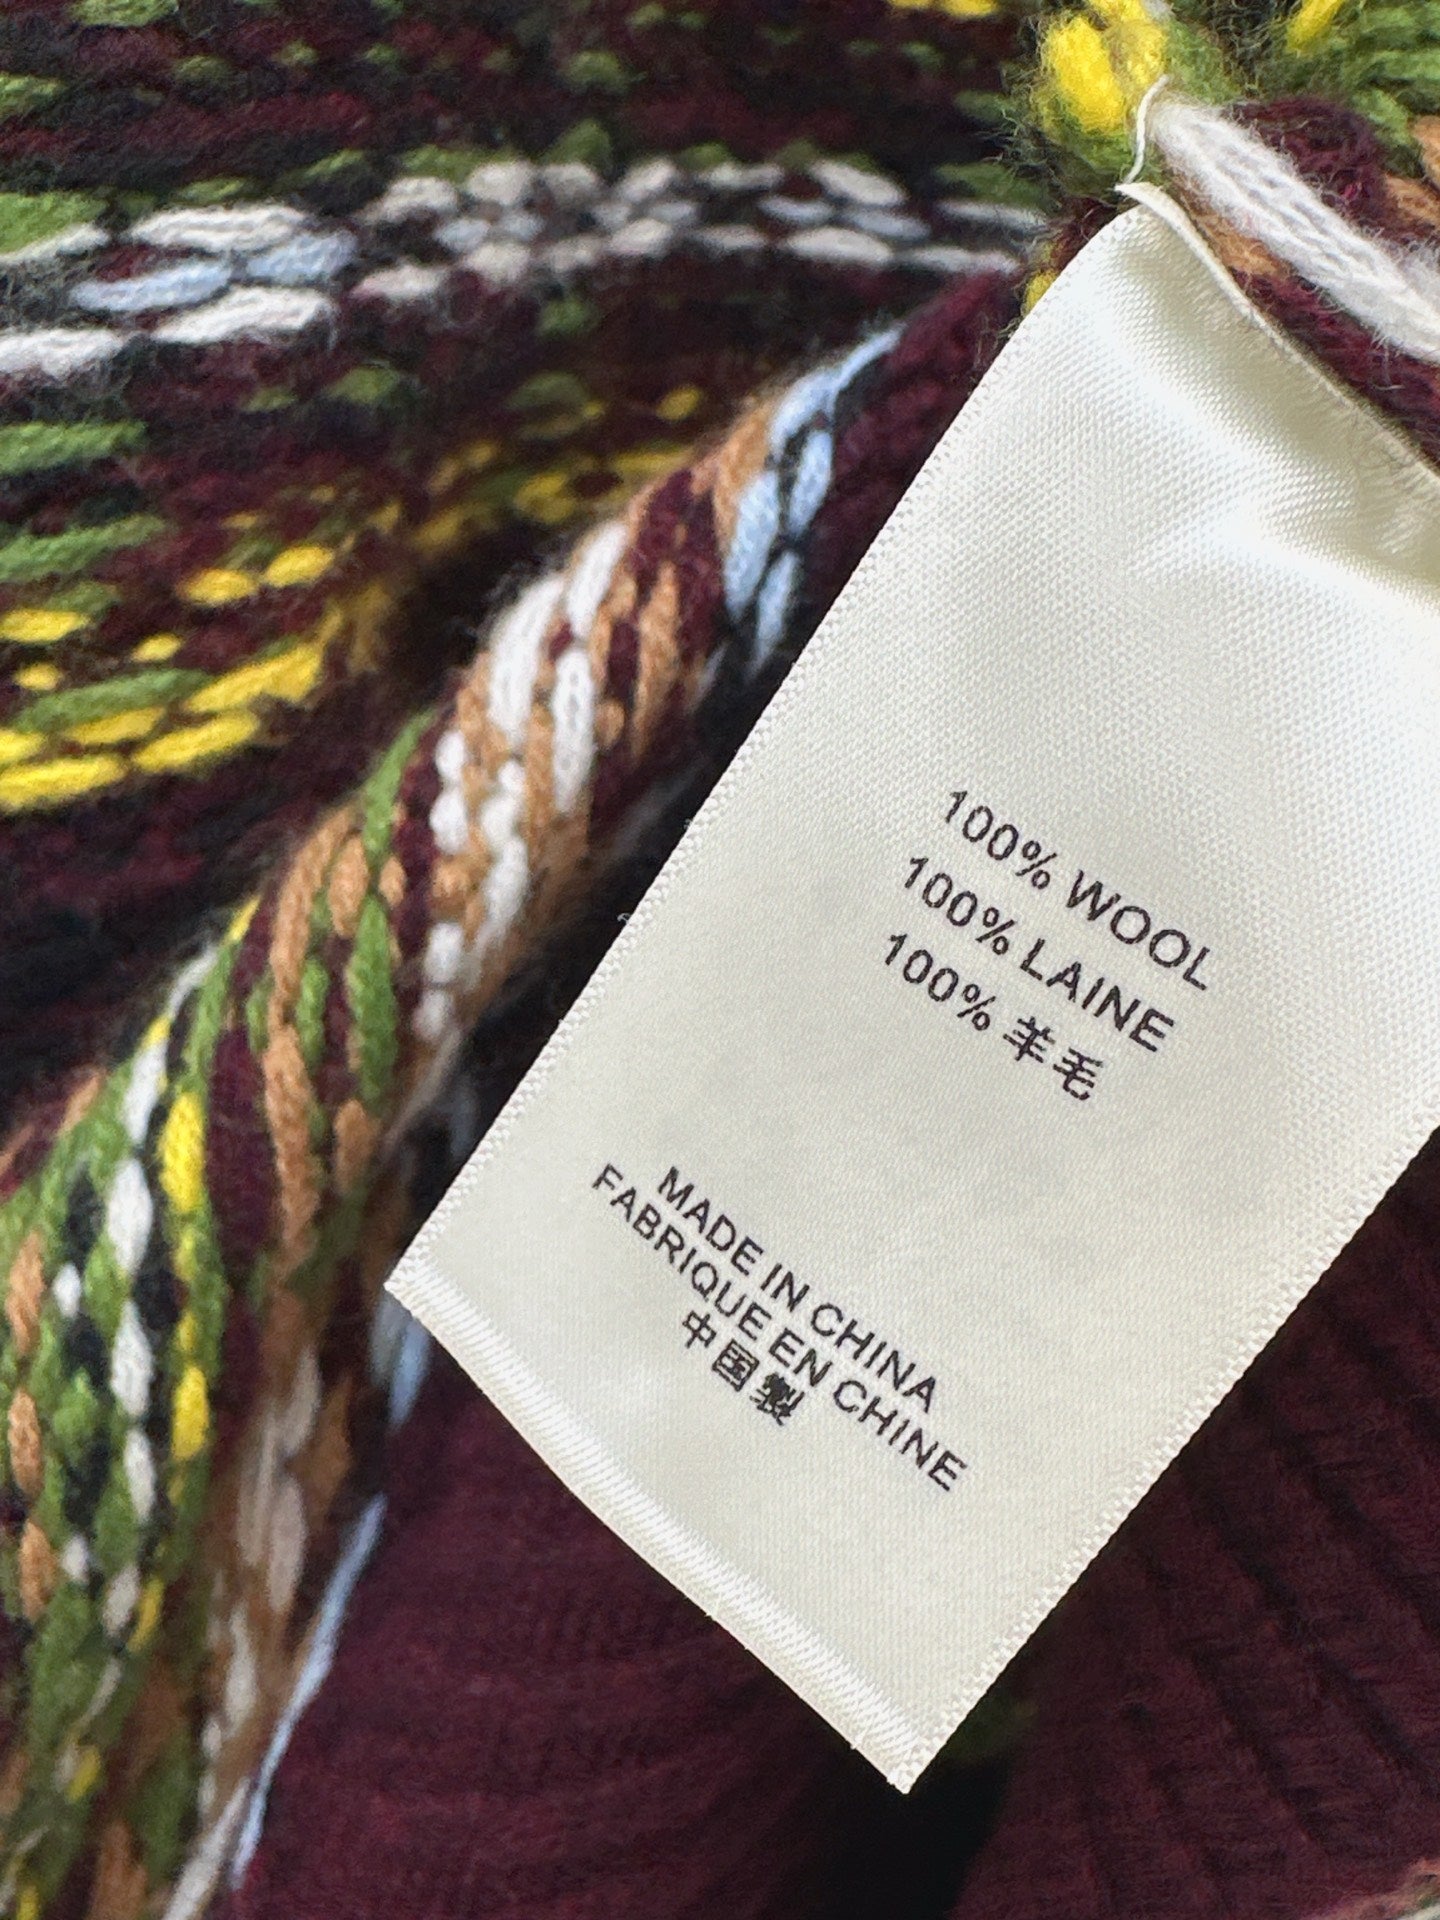 100% WOOL
100% LAINE
100% 羊毛
MADE IN CHINA
FABRIQUE EN CHINE
中国製